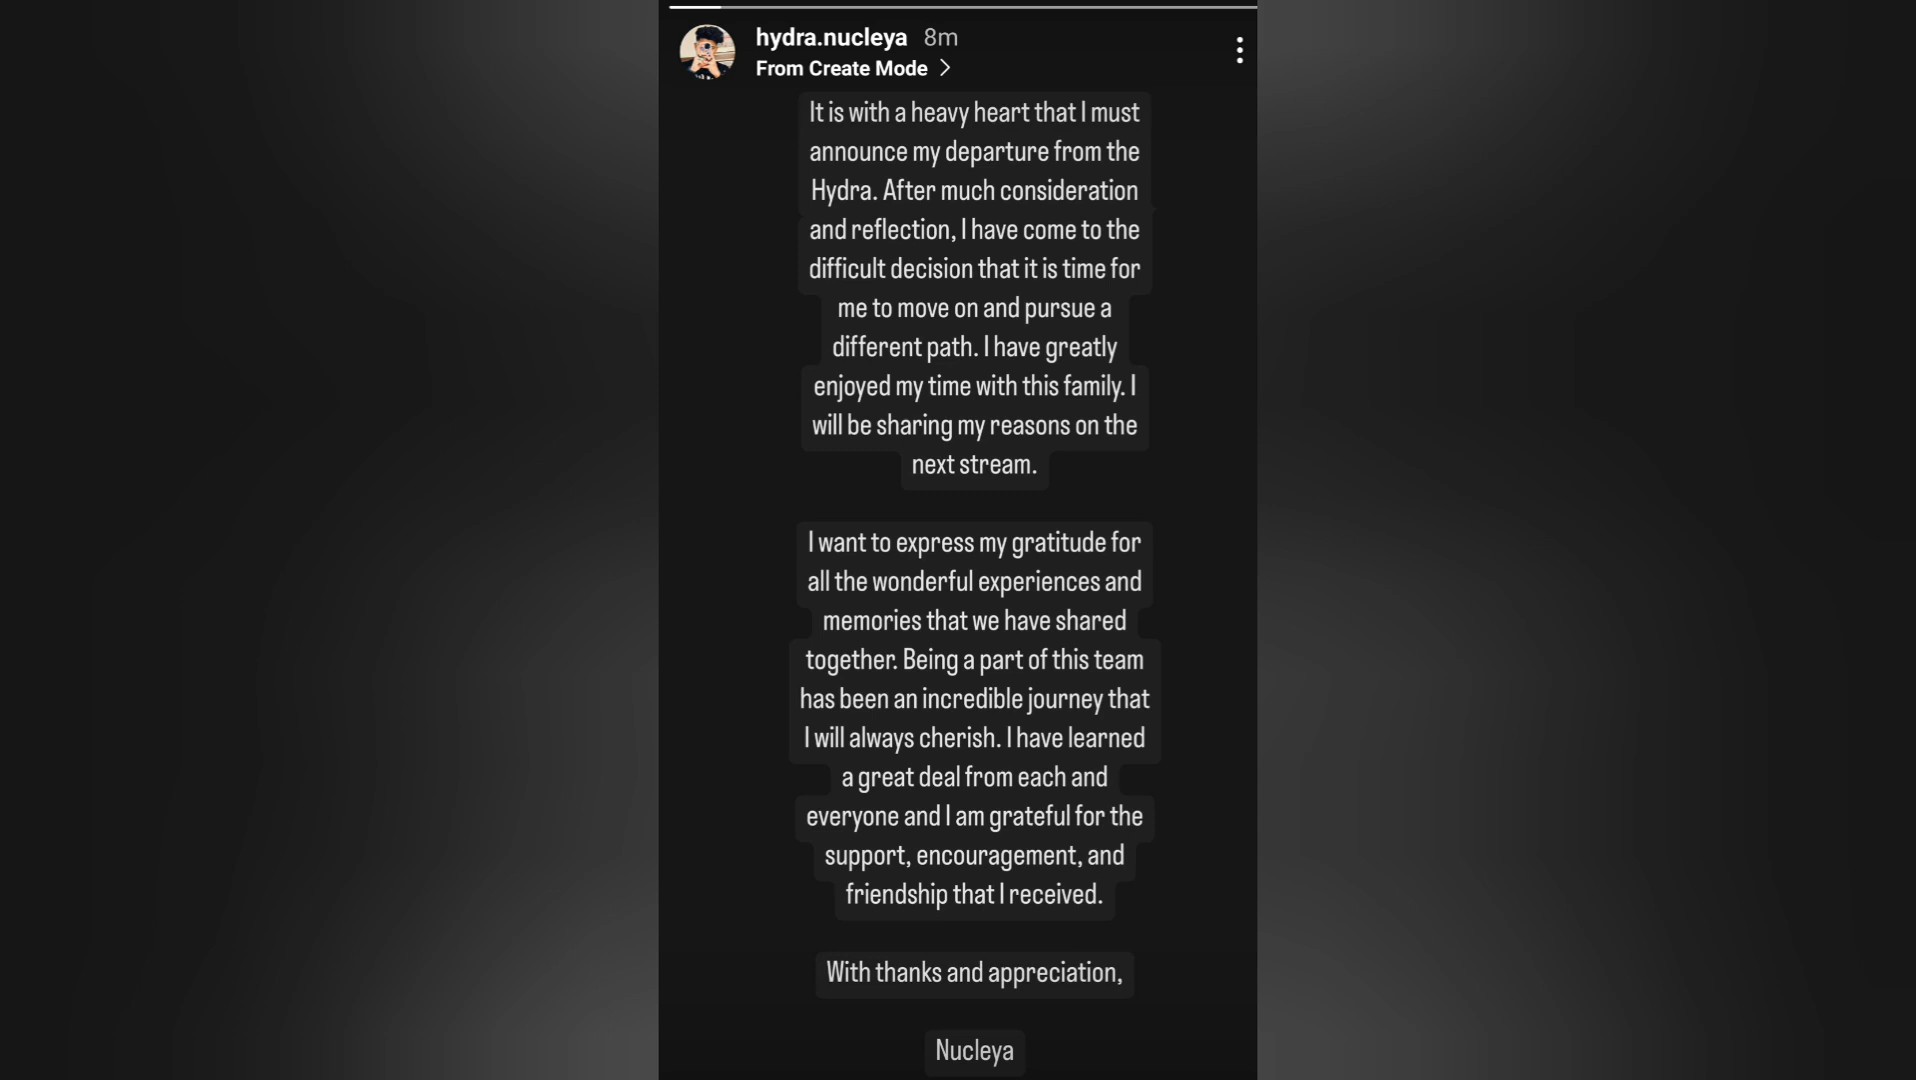 hydra.nucleya 8m
From Create Mode
It is with a heavy heart that I must
announce my departure from the
Hydra. After much consideration
and reflection, I have come to the
difficult decision that it is time for
me to move on and pursue a
different path. I have greatly
enjoyed my time with this family. I
will be sharing my reasons on the
next stream.
I want to express my gratitude for
all the wonderful experiences and
memories that we have shared
together. Being a part of this team
has been an incredible journey that
I will always cherish. I have learned
a great deal from each and
everyone and I am grateful for the
support, encouragement, and
friendship that I received.
With thanks and appreciation,
Nucleya